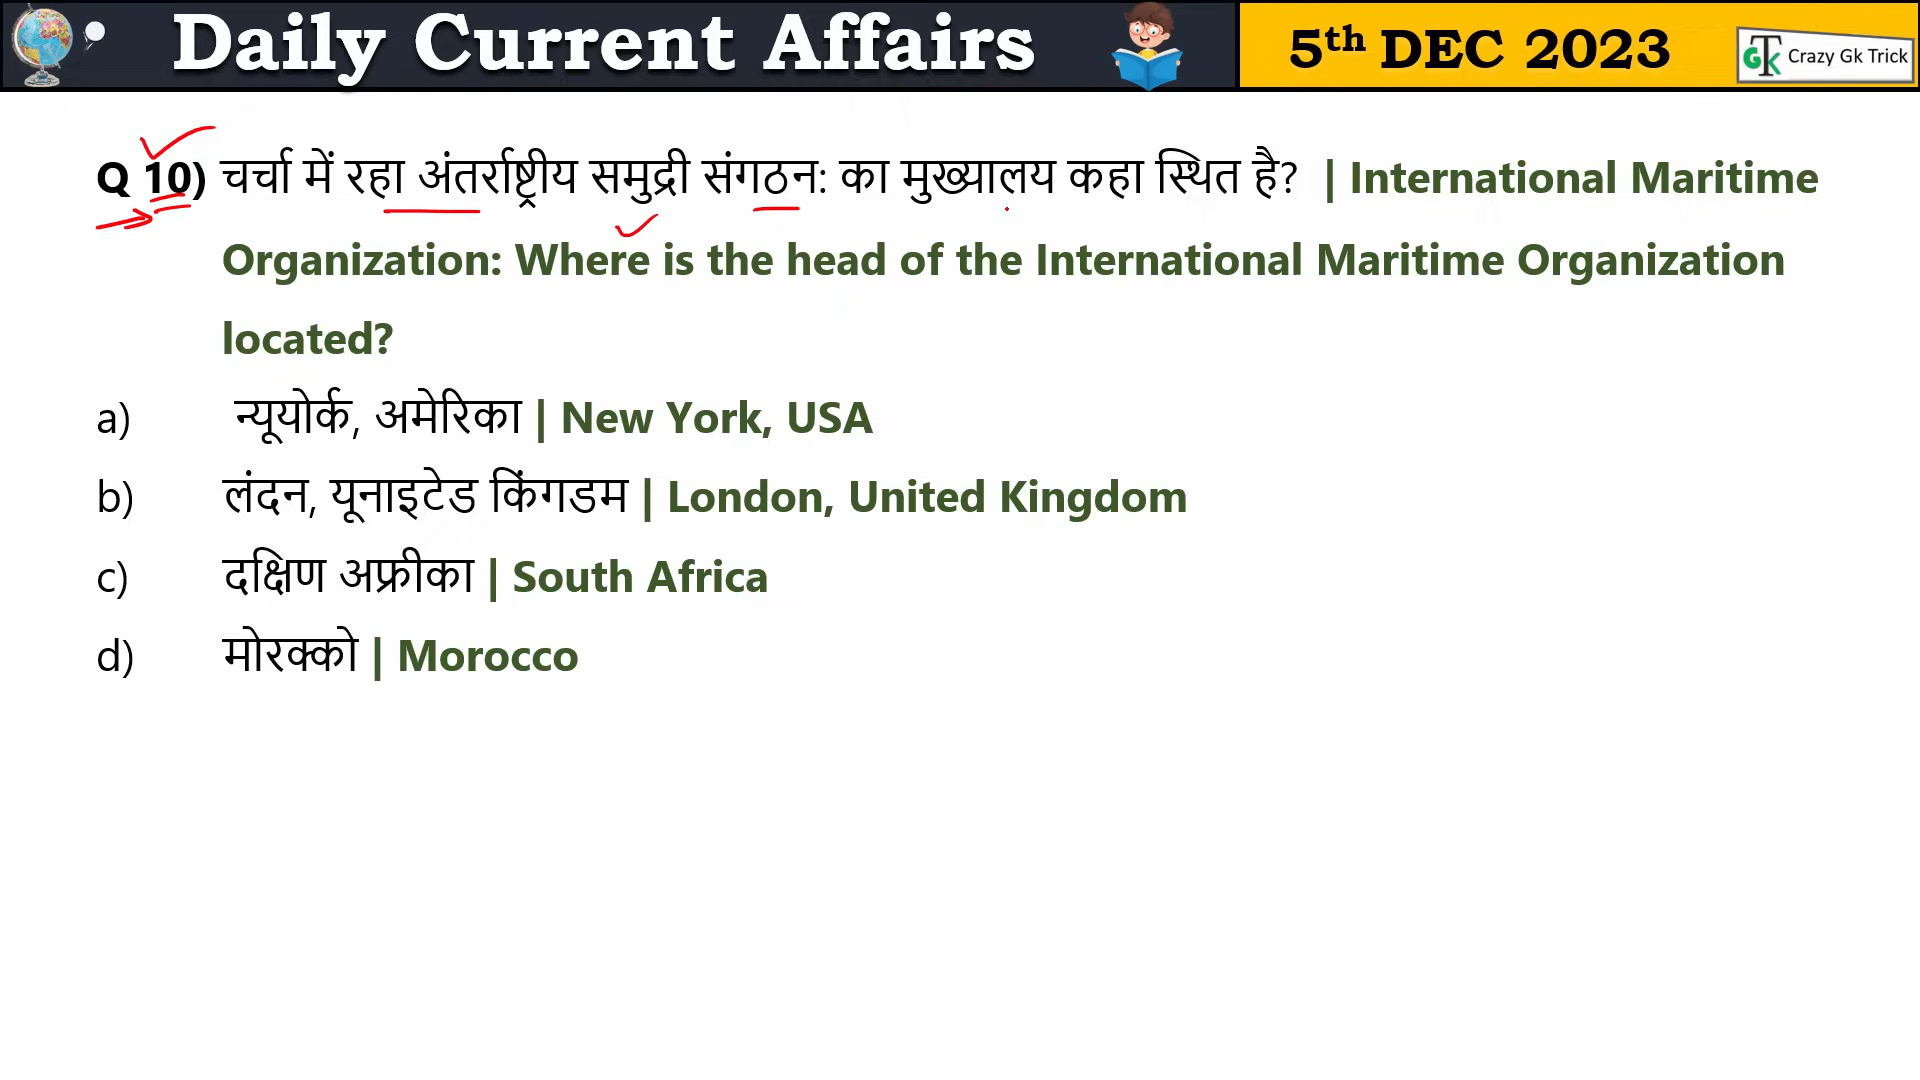 Daily Current Affairs
5th DEC 2023
GTK Crazy Gk Trick
Q 10) चर्चा में रहा अंतर्राष्ट्रीय समुद्री संगठन: का मुख्यालय कहा स्थित है? | International Maritime
Organization: Where is the head of the International Maritime Organization
located?
a) न्यूयोर्क, अमेरिका | New York, USA
b) लंदन, यूनाइटेड किंगडम | London, United Kingdom
c) दक्षिण अफ्रीका | South Africa
d) मोरक्को | Morocco